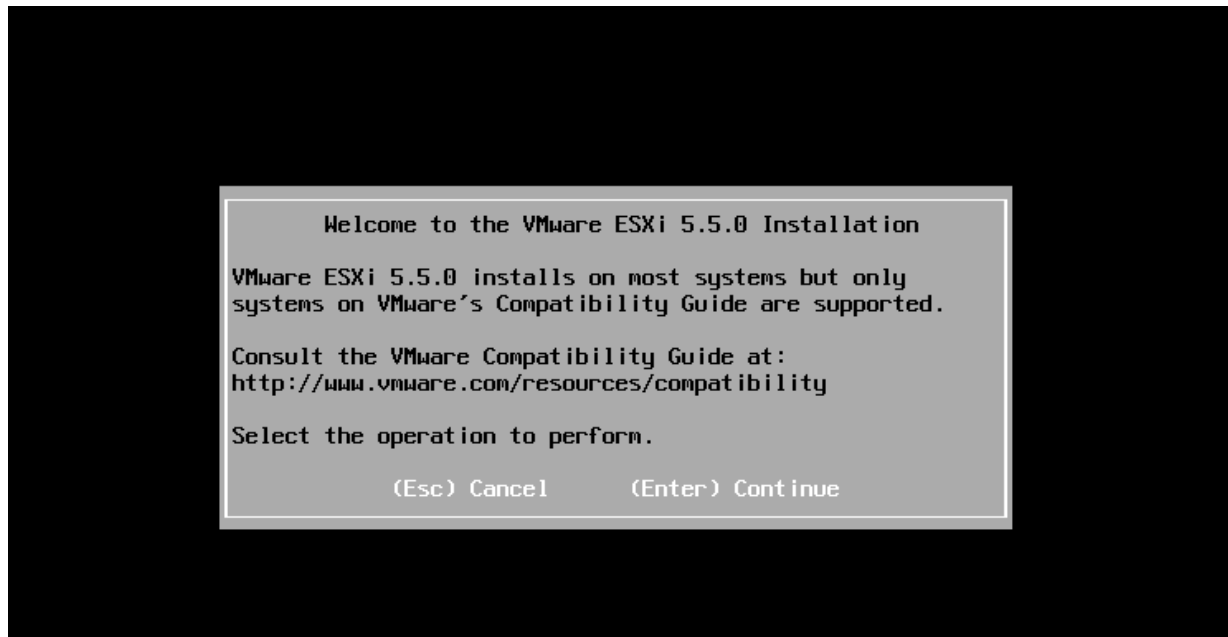 Welcome to the VMware ESXi 5.5.0 Installation
VMware ESXi 5.5.0 installs on most systems but only
systems on VMware's Compatibility Guide are supported.
Consult the VMware Compatibility Guide at:
http://www.vmware.com/resources/compatibility
Select the operation to perform.
(Esc) Cancel (Enter) Continue